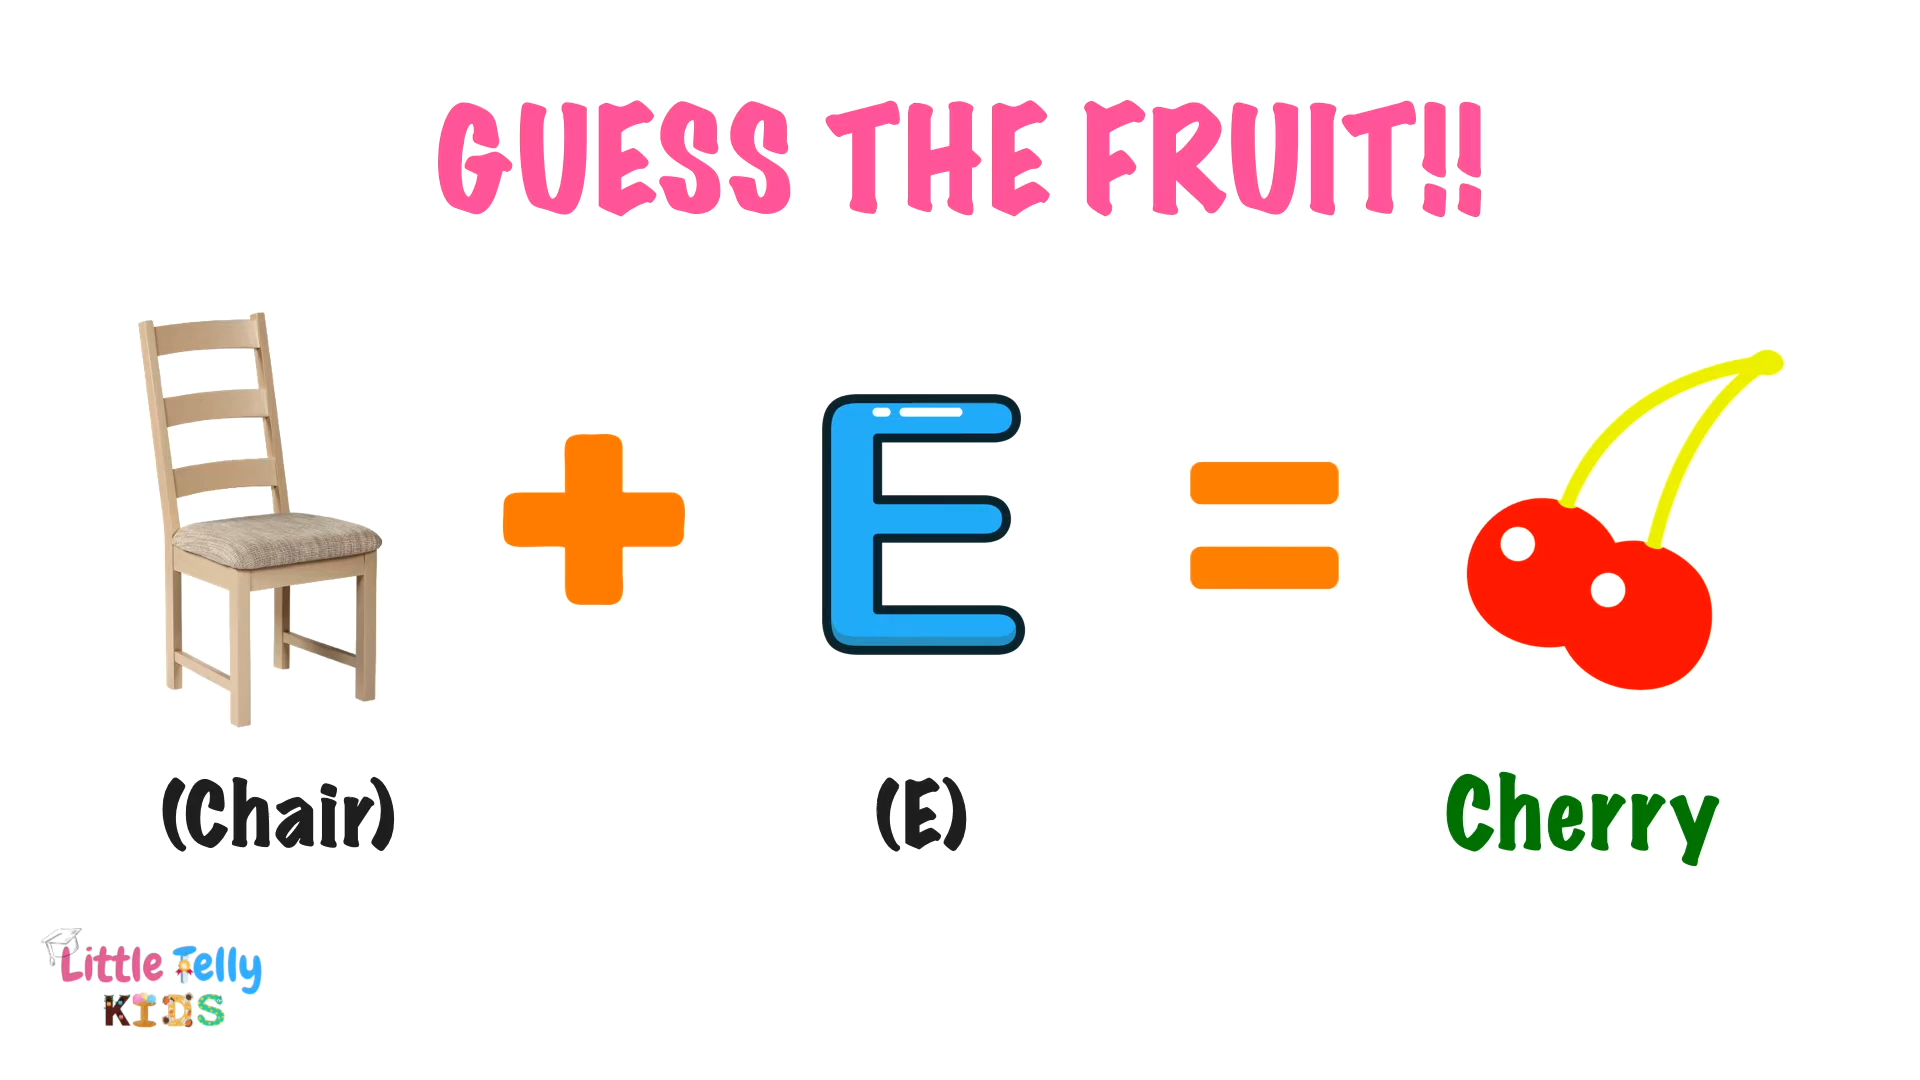 GUESS THE FRUIT!!
E
(Chair) (E) Cherry
Little Telly
KIDS